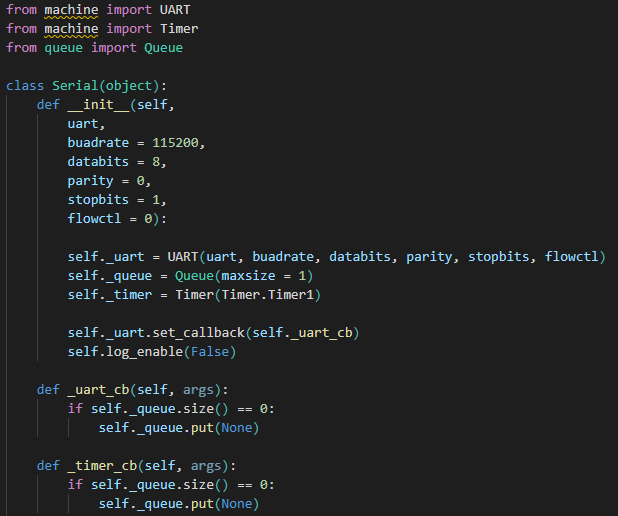 from machine import UART
from machine import Timer
from queue import Queue
class Serial(object):
    def __init__(self,
        uart,
        buadrate = 115200,
        databits = 8,
        parity = 0,
        stopbits = 1,
        flowctl = 0):
        self._uart = UART(uart, buadrate, databits, parity, stopbits, flowctl)
        self._queue = Queue(maxsize = 1)
        self._timer = Timer(Timer.Timer1)
        self._uart.set_callback(self._uart_cb)
        self.log_enable(False)
    def _uart_cb(self, args):
        if self._queue.size() == 0:
            self._queue.put(None)
    def _timer_cb(self, args):
        if self._queue.size() == 0:
            self._queue.put(None)